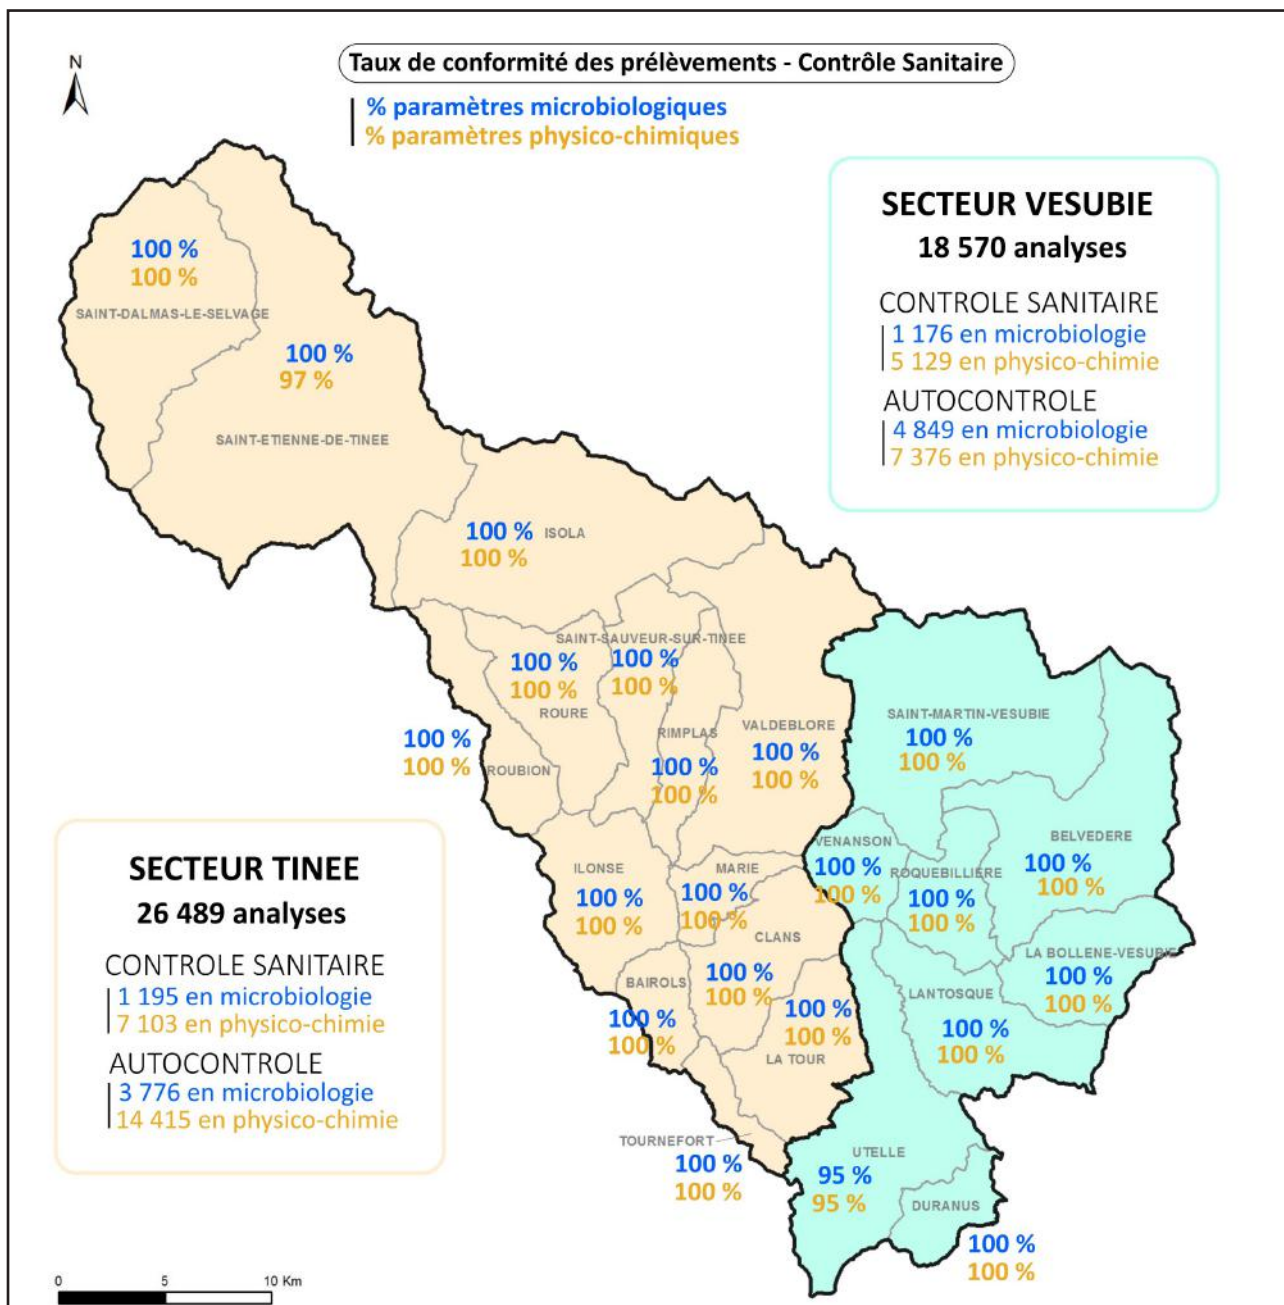 N
Taux de conformité des prélèvements - Contrôle Sanitaire
% paramètres microbiologiques
% paramètres physico-chimiques
SECTEUR VESUBIE
18 570 analyses
CONTROLE SANITAIRE
1 176 en microbiologie
5 129 en physico-chimie
AUTOCONTROLE
4 849 en microbiologie
7 376 en physico-chimie
100 %
100 %
SAINT-DALMAS-LE-SELVAGE
100 %
97 %
SAINT-ETIENNE-DE-TINEE
100 %
ISOLA
100 %
SAINT-SAUVEUR-SUR-TINEE
100 %
100 %
100 %
100 %
ROURE
100 %
100 %
ROUBION
RIMPLAS
100 %
100 %
VALDEBLORE
100 %
100 %
SAINT-MARTIN-VESUBIE
100 %
100 %
SECTEUR TINEE
26 489 analyses
CONTROLE SANITAIRE
1 195 en microbiologie
7 103 en physico-chimie
AUTOCONTROLE
3 776 en microbiologie
14 415 en physico-chimie
ILONSE
100 %
100 %
MARIE
100 %
100 %
VENANSON
100 %
100 %
ROQUEBILLIERE
100 %
100 %
BELVEDERE
100 %
100 %
CLANS
100 %
100 %
BAIROLS
100 %
100 %
100 %
100 %
LA TOUR
LA BOLLENE-VESUBIE
100 %
100 %
LANTOSQUE
100 %
100 %
TOURNEFORT
100 %
100 %
UTELLE
95 %
95 %
DURANUS
100 %
100 %
0 5 10 Km